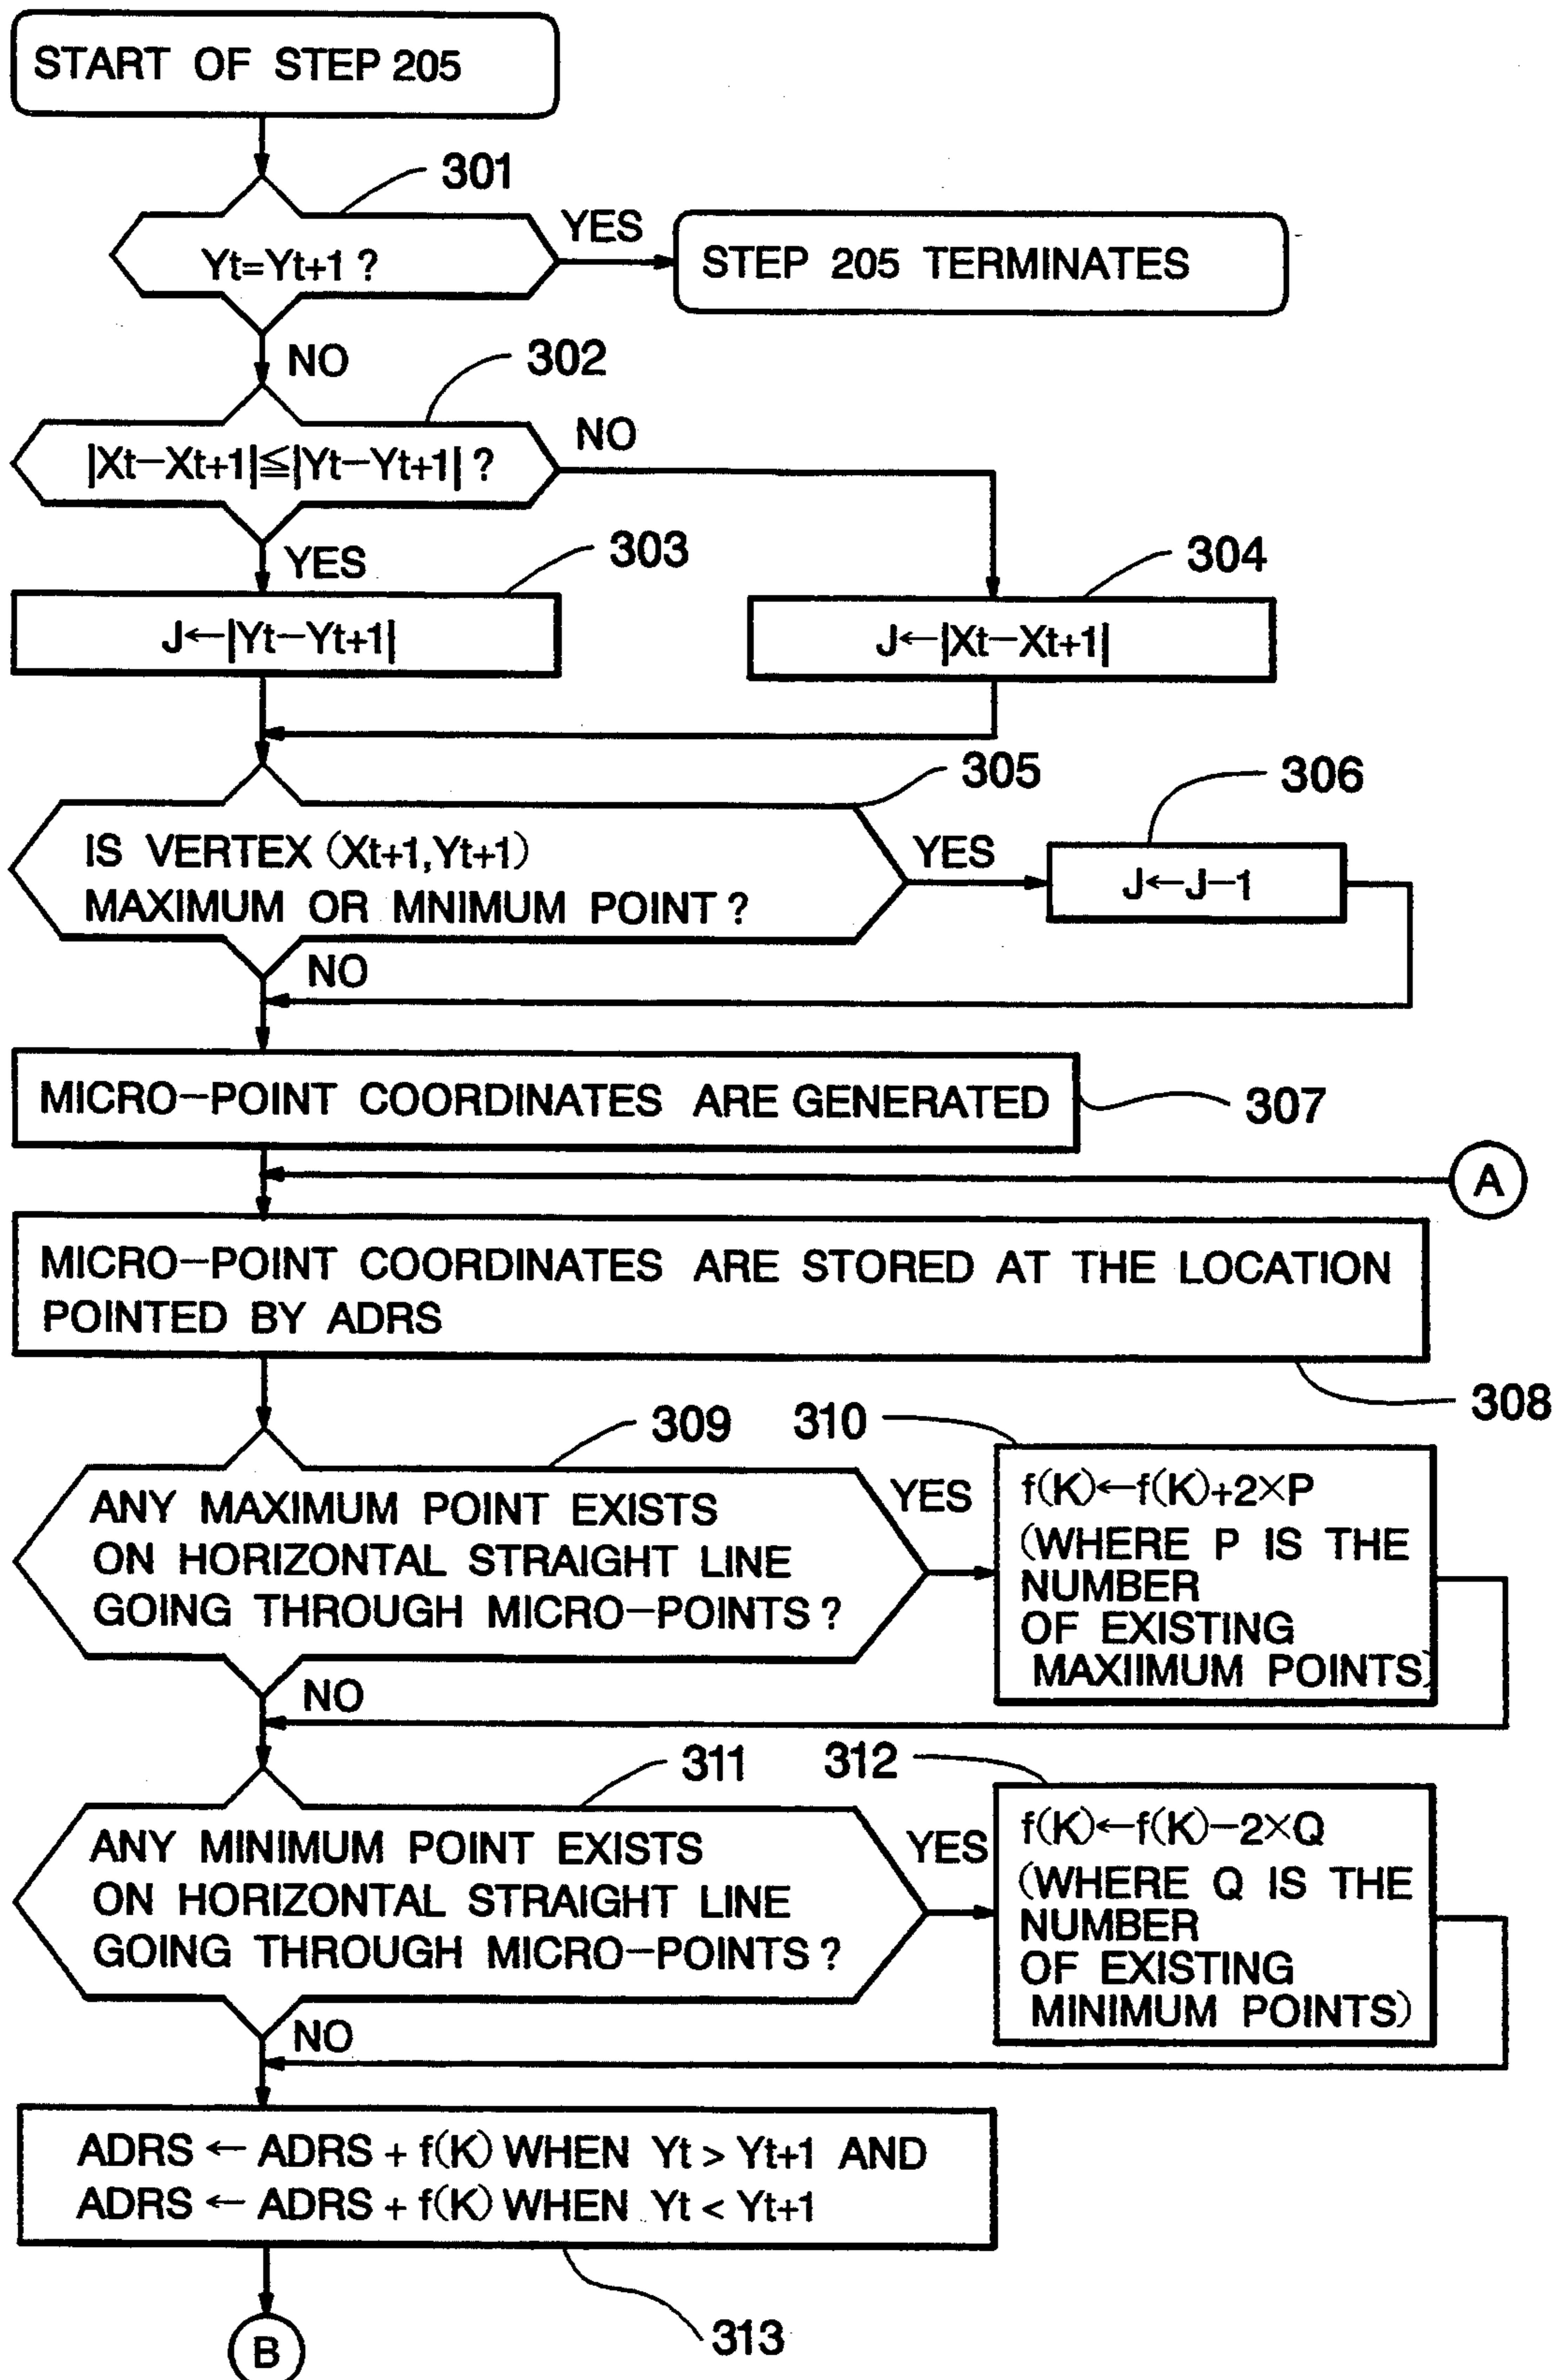 START OF STEP 205
301
Yt=Yt+1 ?
YES
STEP 205 TERMINATES
NO
302
|Xt−Xt+1|≦|Yt−Yt+1| ?
NO
YES
303
304
J←|Yt−Yt+1|
J←|Xt−Xt+1|
305
306
IS VERTEX (Xt+1,Yt+1)
MAXIMUM OR MNIMUM POINT ?
YES
J←J−1
NO
MICRO−POINT COORDINATES ARE GENERATED
307
A
MICRO−POINT COORDINATES ARE STORED AT THE LOCATION
POINTED BY ADRS
308
309
310
ANY MAXIMUM POINT EXISTS
ON HORIZONTAL STRAIGHT LINE
GOING THROUGH MICRO−POINTS ?
YES
f(K)←f(K)+2×P
(WHERE P IS THE
NUMBER
OF EXISTING
MAXIIMUM POINTS)
NO
311
312
ANY MINIMUM POINT EXISTS
ON HORIZONTAL STRAIGHT LINE
GOING THROUGH MICRO−POINTS ?
YES
f(K)←f(K)−2×Q
(WHERE Q IS THE
NUMBER
OF EXISTING
MINIMUM POINTS)
NO
ADRS ← ADRS + f(K) WHEN Yt > Yt+1 AND
ADRS ← ADRS + f(K) WHEN Yt < Yt+1
313
B